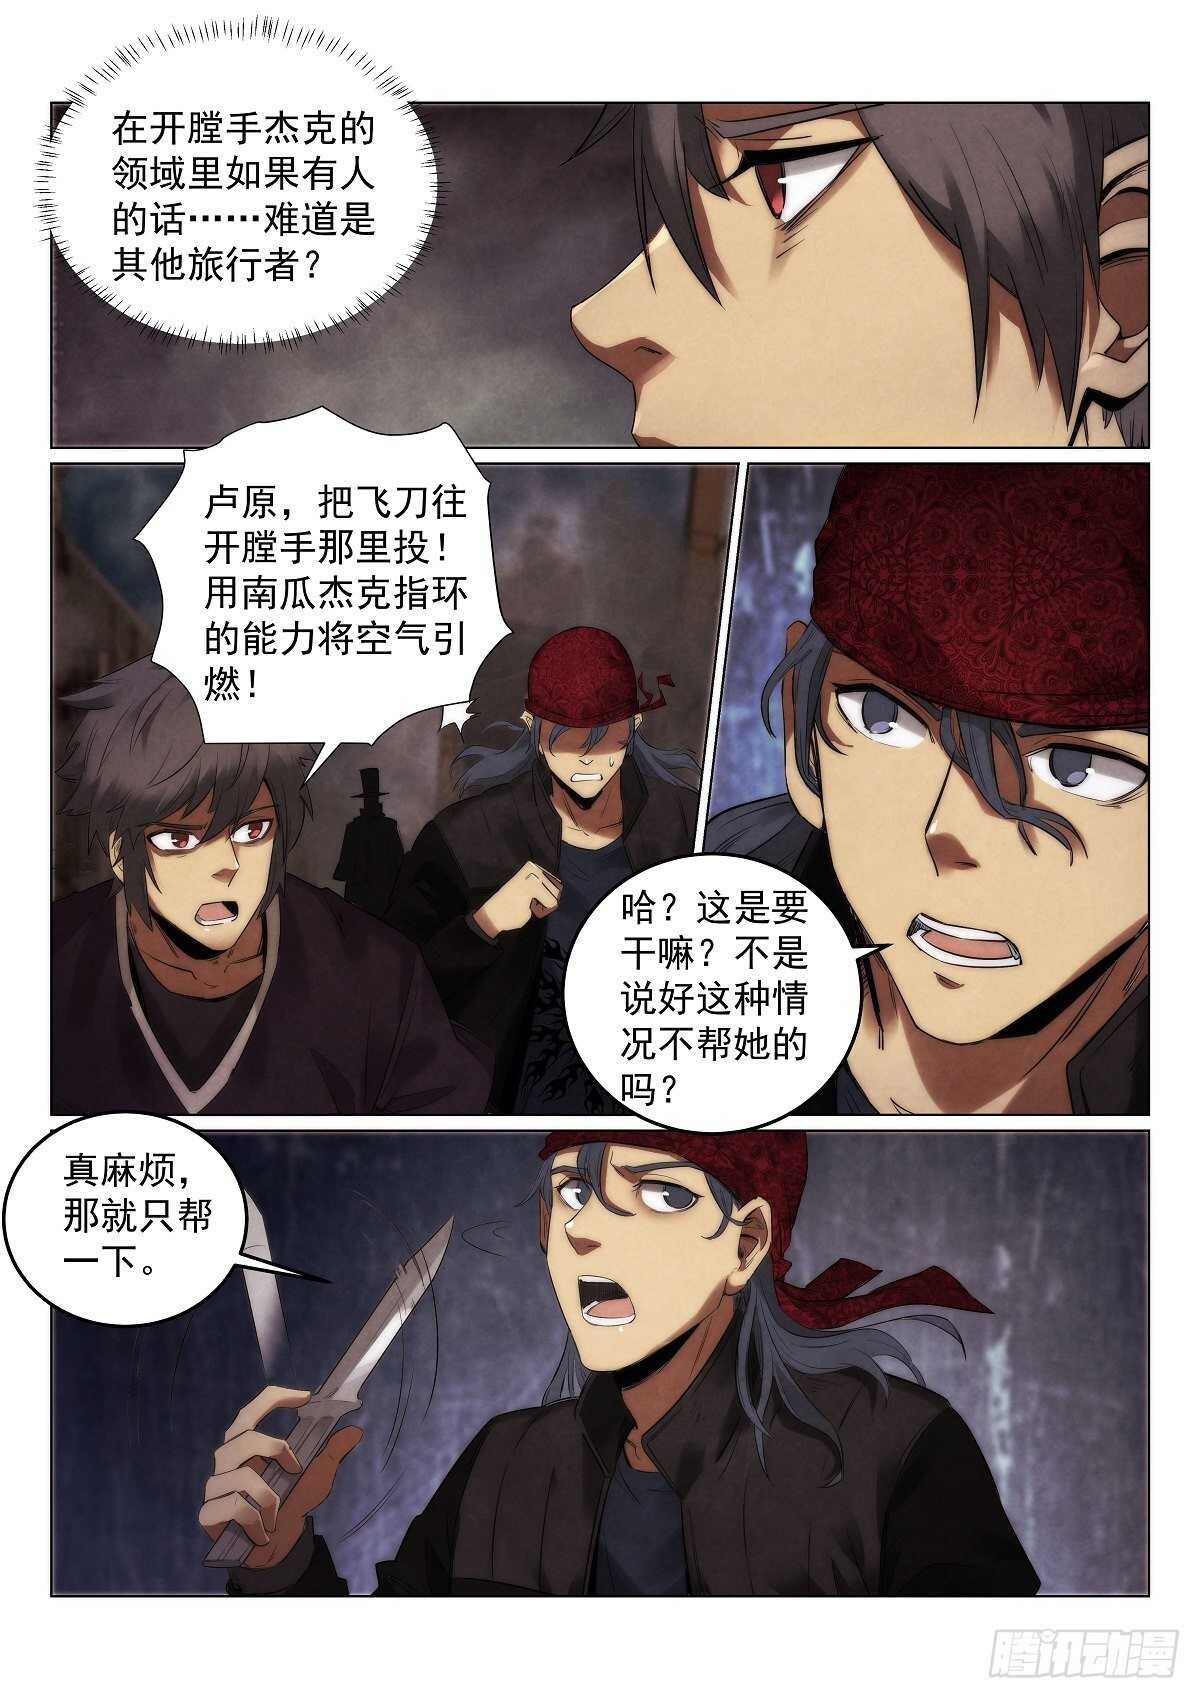 在开膛手杰克的
领域里如果有人
的话……难道是
其他旅行者？
卢原，把飞刀往
开膛手那里投！
用南瓜杰克指环
的能力将空气引
燃！
哈？这是要
干嘛？不是
说好这种情
况不帮她的
吗？
真麻烦，
那就只帮
一下。
腾讯动漫